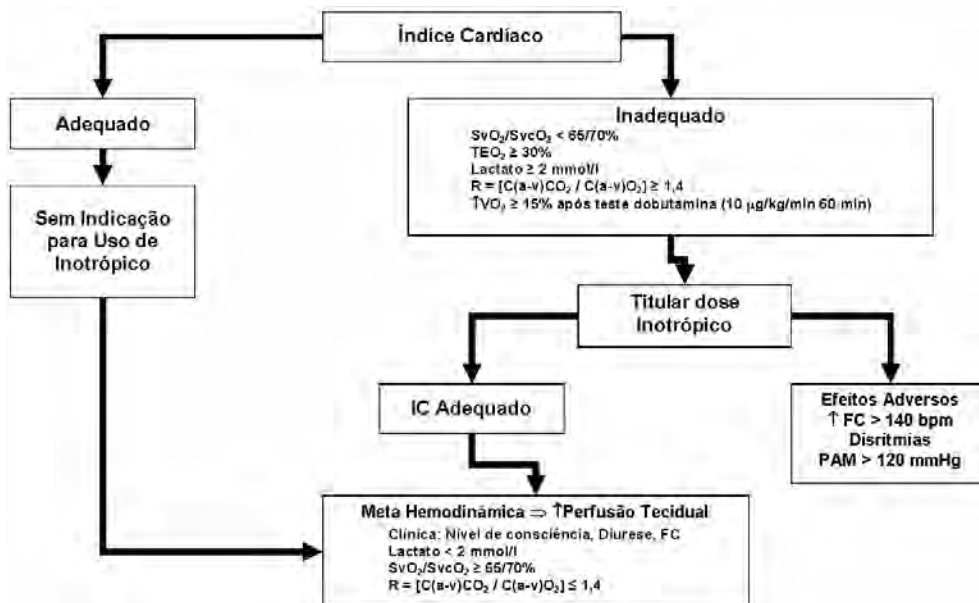 Índice Cardíaco
Adequado
Sem Indicação
para Uso de
Inotrópico
Inadequado
SvO₂/SvcO₂ < 65/70%
TEO₂ ≥ 30%
Lactato ≥ 2 mmol/l
R = [C(a-v)CO₂ / C(a-v)O₂] ≥ 1,4
↑VO₂ ≥ 15% após teste dobutamina (10 µg/kg/min 60 min)
Titular dose
Inotrópico
IC Adequado
Efeitos Adversos
↑ FC > 140 bpm
Disritmias
PAM > 120 mmHg
Meta Hemodinâmica ⇒ ↑Perfusão Tecidual
Clínica: Nível de consciência, Diurese, FC
Lactato < 2 mmol/l
SvO₂/SvcO₂ ≥ 65/70%
R = [C(a-v)CO₂ / C(a-v)O₂] ≤ 1,4